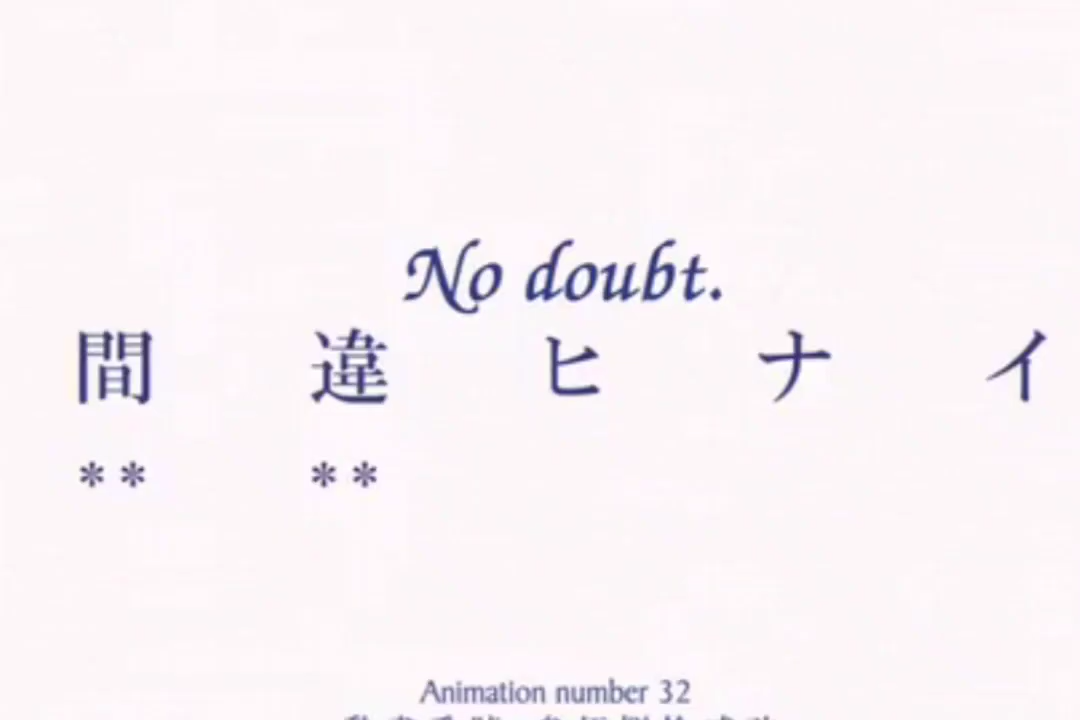 No doubt.
間違ヒナイ
** **
Animation number 32